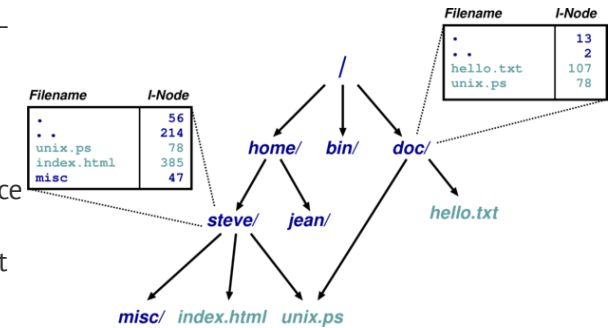 Filename I-Node
. 13
. . 2
hello.txt 107
unix.ps 78
/
Filename I-Node
. 56
. . 214
unix.ps 78
index.html 385
misc 47
home/ bin/ doc/
ce
steve/ jean/ hello.txt
t
misc/ index.html unix.ps